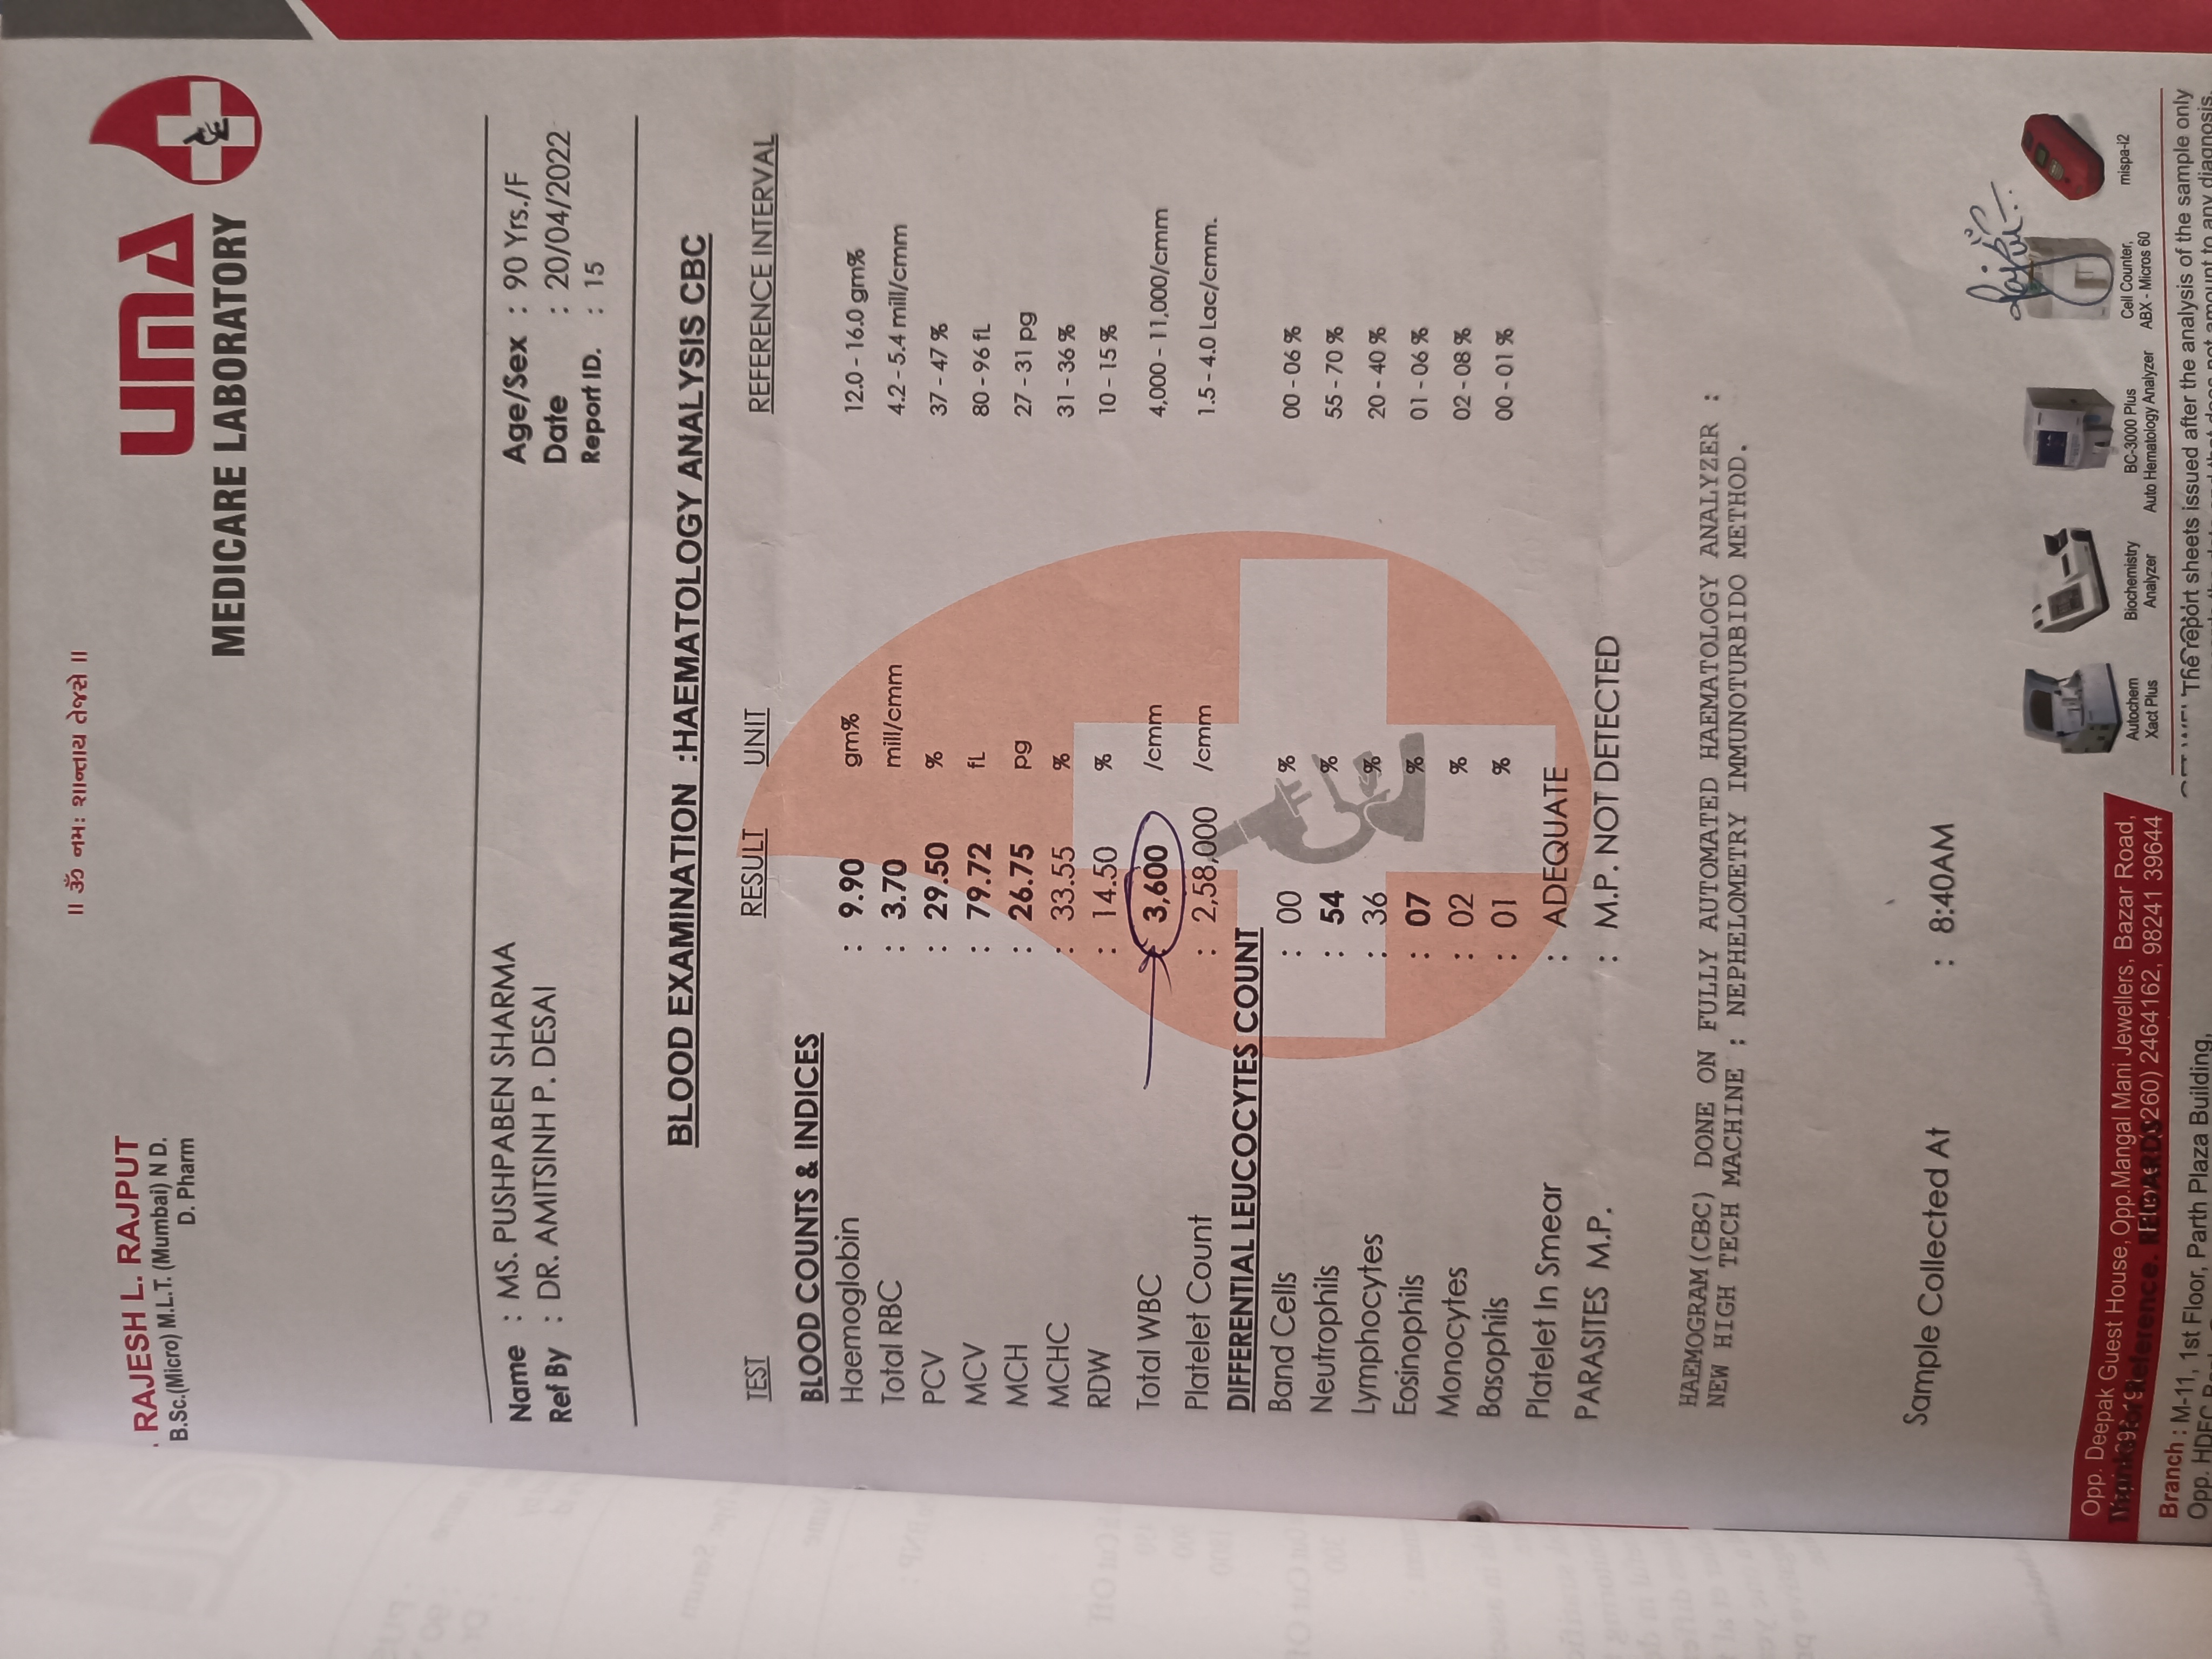 ॥ ॐ નમઃ શાન્તાય તેજસે ॥
. RAJESH L. RAJPUT
B.Sc.(Micro) M.L.T. (Mumbai) N D.
D. Pharm
UMA
MEDICARE LABORATORY
Name : MS. PUSHPABEN SHARMA
Ref By : DR. AMITSINH P. DESAI
Age/Sex : 90 Yrs./F
Date : 20/04/2022
Report ID. : 15
BLOOD EXAMINATION :HAEMATOLOGY ANALYSIS CBC
TEST RESULT UNIT REFERENCE INTERVAL
BLOOD COUNTS & INDICES
Haemoglobin : 9.90 gm% 12.0 - 16.0 gm%
Total RBC : 3.70 mill/cmm 4.2 - 5.4 mill/cmm
PCV : 29.50 % 37 - 47 %
MCV : 79.72 fL 80 - 96 fL
MCH : 26.75 pg 27 - 31 pg
MCHC : 33.55 % 31 - 36 %
RDW : 14.50 % 10 - 15 %
Total WBC : 3,600 /cmm 4,000 - 11,000/cmm
Platelet Count : 2,58,000 /cmm 1.5 - 4.0 Lac/cmm.
DIFFERENTIAL LEUCOCYTES COUNT
Band Cells : 00 % 00 - 06 %
Neutrophils : 54 % 55 - 70 %
Lymphocytes : 36 % 20 - 40 %
Eosinophils : 07 % 01 - 06 %
Monocytes : 02 % 02 - 08 %
Basophils : 01 % 00 - 01 %
Platelet In Smear : ADEQUATE
PARASITES M.P. : M.P. NOT DETECTED
HAEMOGRAM(CBC) DONE ON FULLY AUTOMATED HAEMATOLOGY ANALYZER :
NEW HIGH TECH MACHINE : NEPHELOMETRY IMMUNOTURBIDO METHOD.
Sample Collected At : 8:40AM
Autochem
Xact Plus
Biochemistry
Analyzer
BC-3000 Plus
Auto Hematology Analyzer
Cell Counter,
ABX - Micros 60
mispa-i2
Opp. Deepak Guest House, Opp.Mangal Mani Jewellers, Bazar Road,
260) 2464162, 98241 39644
Reference. REGARDS
Branch : M-11, 1st Floor, Parth Plaza Building,
Opp. HDFC
The report sheets issued after the analysis of the sample only
that does not amount to any diagnosis.